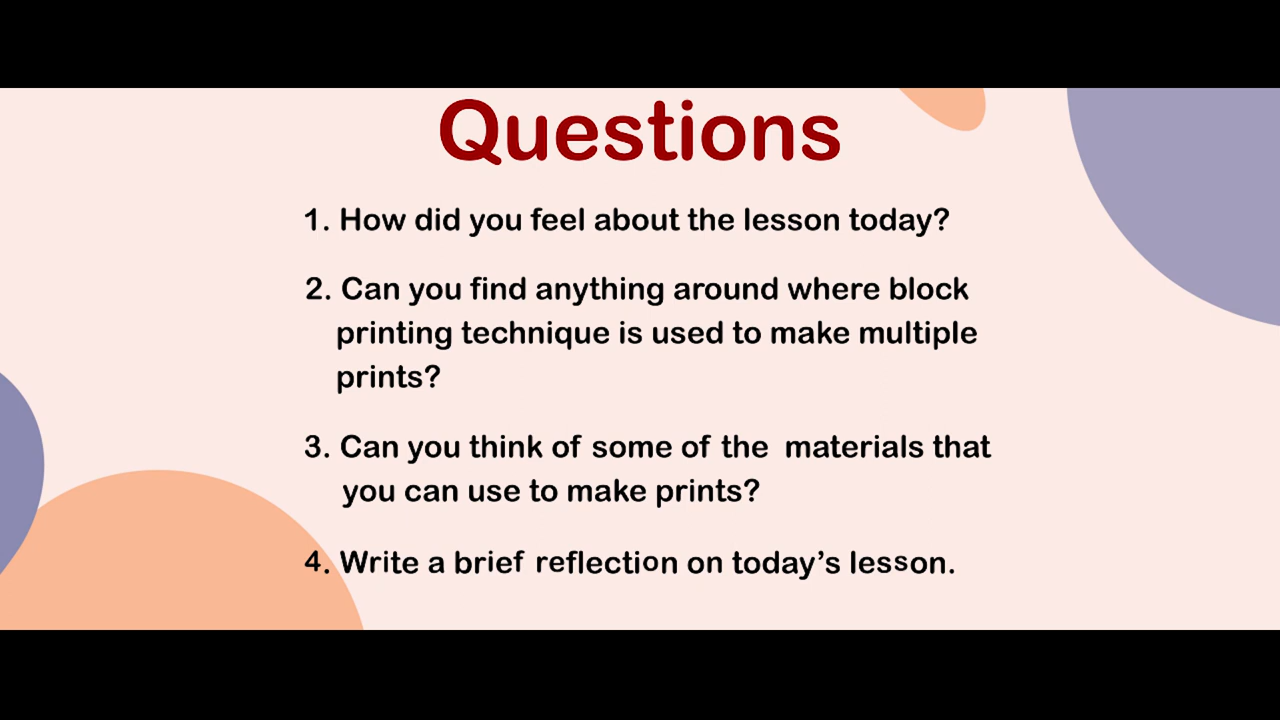 Questions
1. How did you feel about the lesson today?
2. Can you find anything around where block
printing technique is used to make multiple
prints?
3. Can you think of some of the materials that
you can use to make prints?
4. Write a brief reflection on today’s lesson.